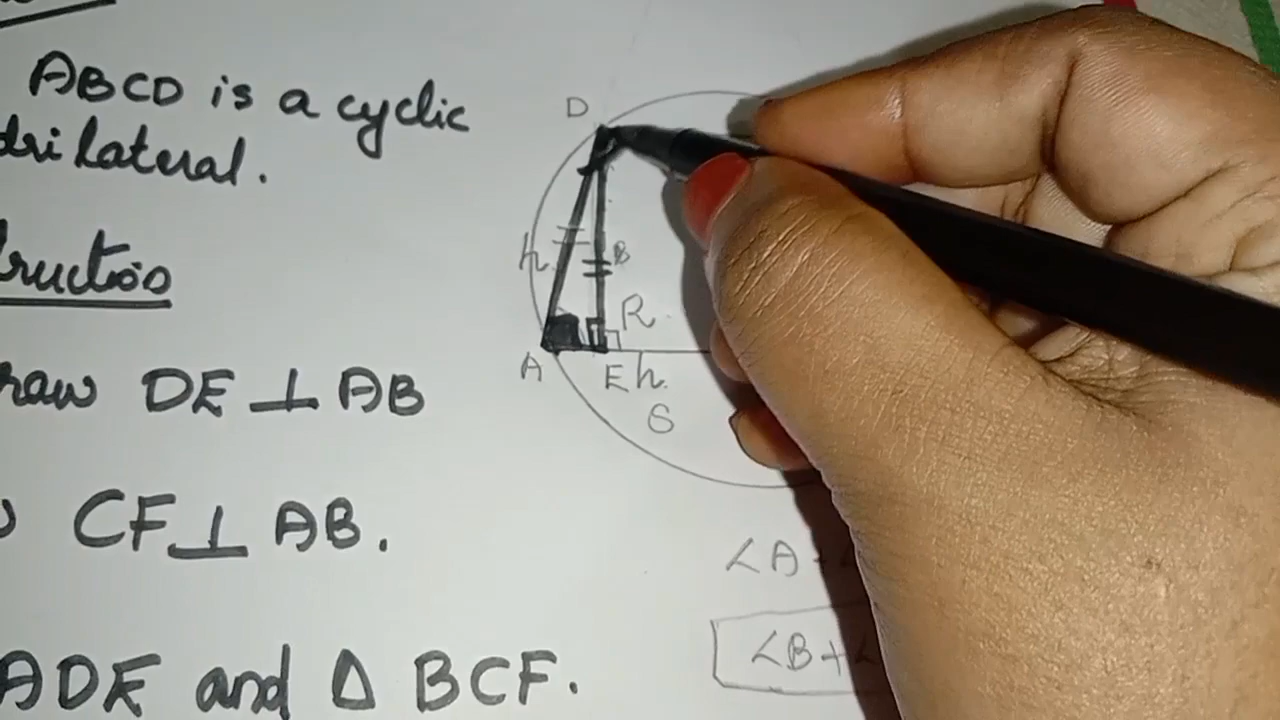 ABCD is a cyclic
drilateral.
ructios
raw DE ⊥ AB
CF ⊥ AB.
ADE and Δ BCF.
D
h
B
R
A
E h
S
∠A+
∠B+∠